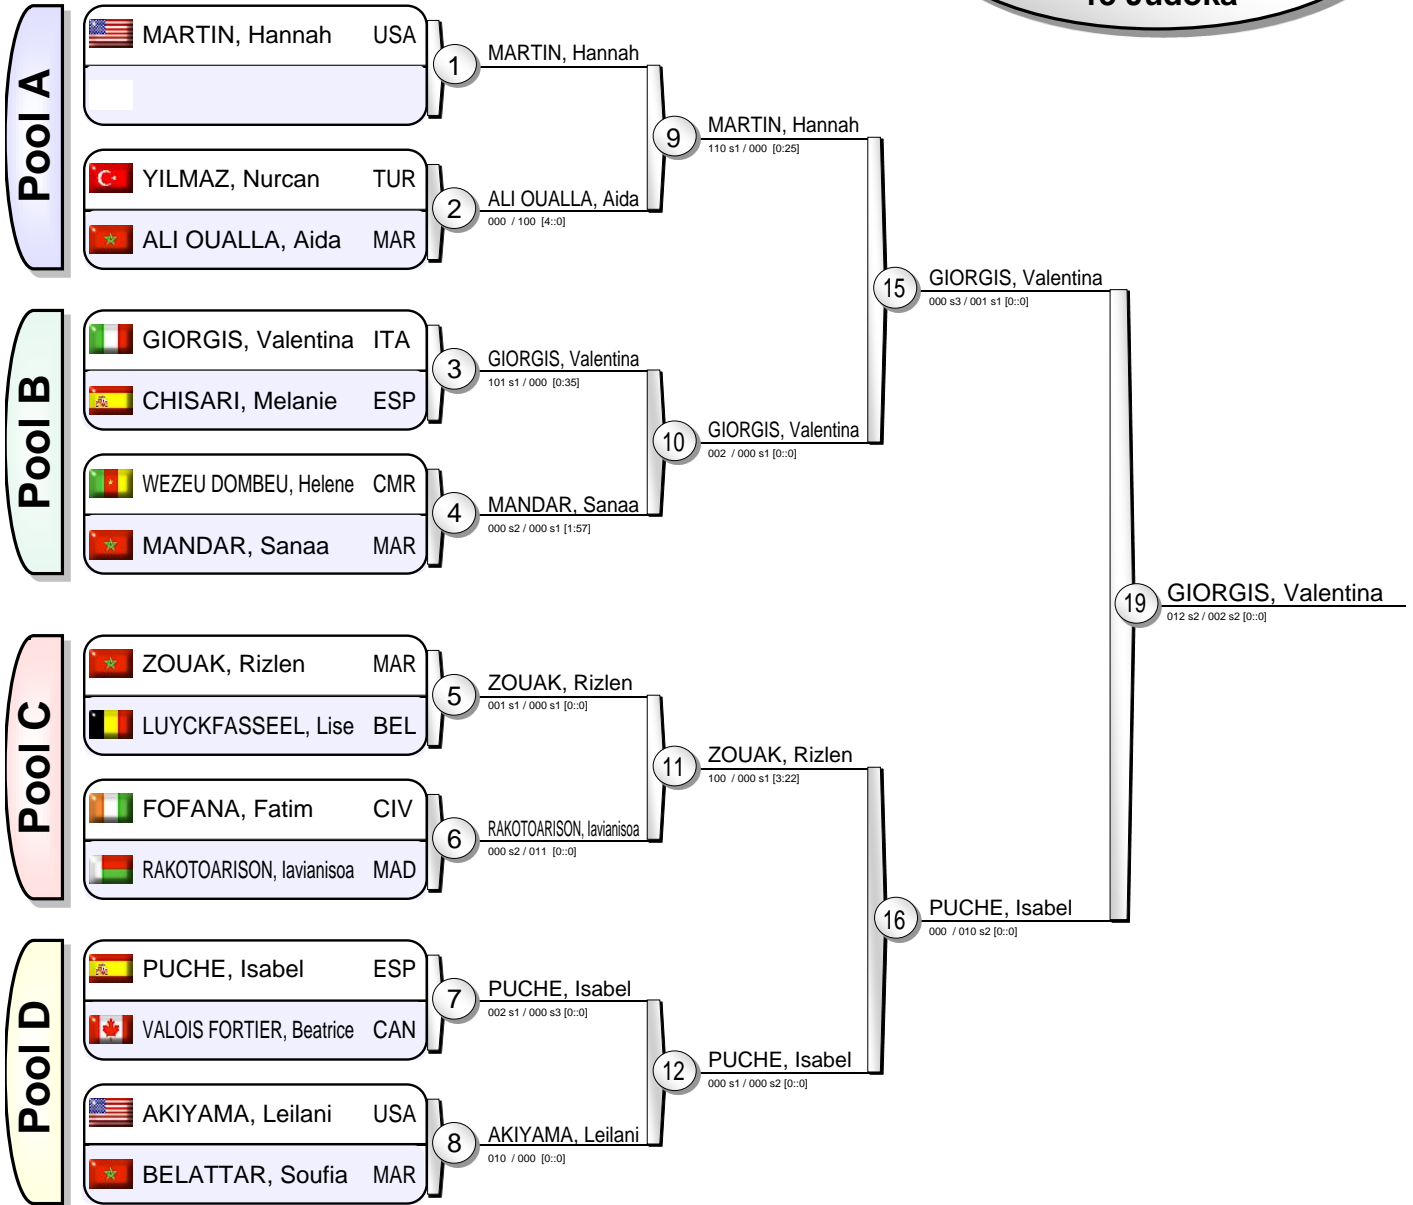 Pool A
MARTIN, Hannah USA
YILMAZ, Nurcan TUR
ALI OUALLA, Aida MAR
Pool B
GIORGIS, Valentina ITA
CHISARI, Melanie ESP
WEZEU DOMBEU, Helene CMR
MANDAR, Sanaa MAR
Pool C
ZOUAK, Rizlen MAR
LUYCKFASSEEL, Lise BEL
FOFANA, Fatim CIV
RAKOTOARISON, lavianisoa MAD
Pool D
PUCHE, Isabel ESP
VALOIS FORTIER, Beatrice CAN
AKIYAMA, Leilani USA
BELATTAR, Soufia MAR
1
MARTIN, Hannah
2
ALI OUALLA, Aida
000 / 100 [4::0]
3
GIORGIS, Valentina
101 s1 / 000 [0:35]
4
MANDAR, Sanaa
000 s2 / 000 s1 [1:57]
5
ZOUAK, Rizlen
001 s1 / 000 s1 [0::0]
6
RAKOTOARISON, lavianisoa
000 s2 / 011 [0::0]
7
PUCHE, Isabel
002 s1 / 000 s3 [0::0]
8
AKIYAMA, Leilani
010 / 000 [0::0]
9
MARTIN, Hannah
110 s1 / 000 [0:25]
10
GIORGIS, Valentina
002 / 000 s1 [0::0]
11
ZOUAK, Rizlen
100 / 000 s1 [3:22]
12
PUCHE, Isabel
000 s1 / 000 s2 [0::0]
15
GIORGIS, Valentina
000 s3 / 001 s1 [0::0]
16
PUCHE, Isabel
000 / 010 s2 [0::0]
19
GIORGIS, Valentina
012 s2 / 002 s2 [0::0]